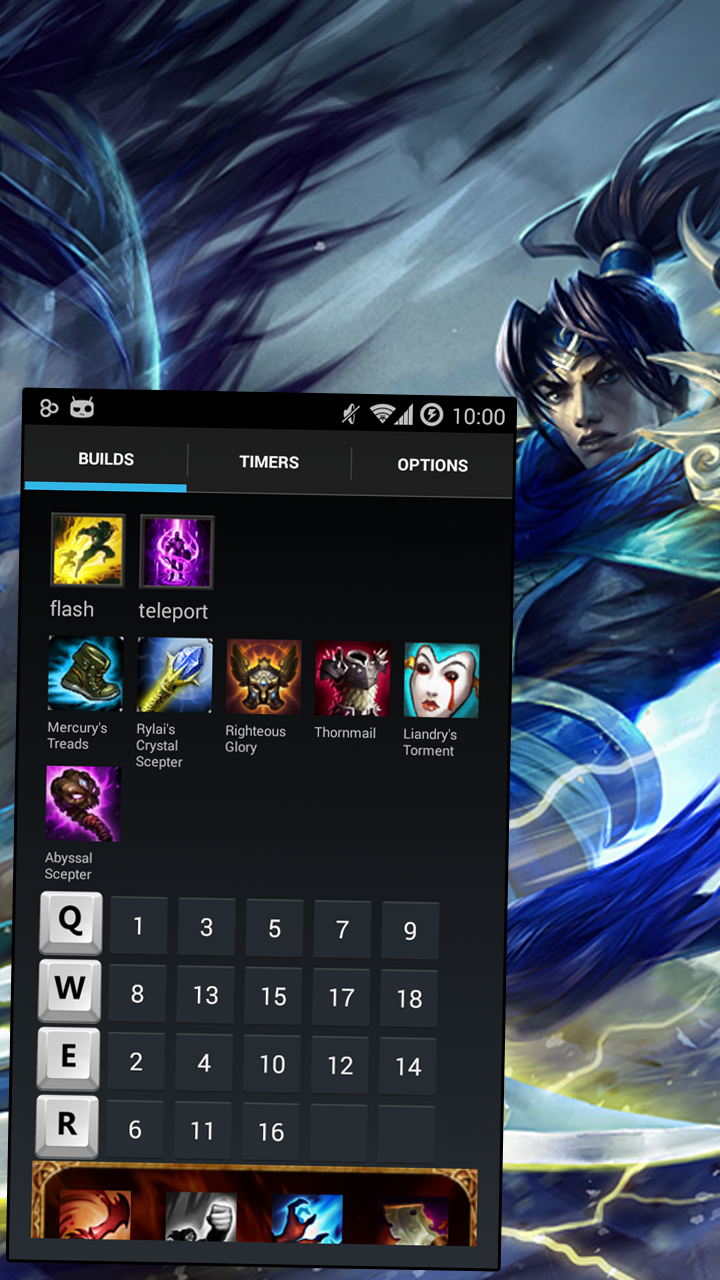 10:00
BUILDS TIMERS OPTIONS
flash teleport
Mercury's Treads
Rylai's Crystal Scepter
Righteous Glory
Thornmail
Liandry's Torment
Abyssal Scepter
Q 1 3 5 7 9
W 8 13 15 17 18
E 2 4 10 12 14
R 6 11 16